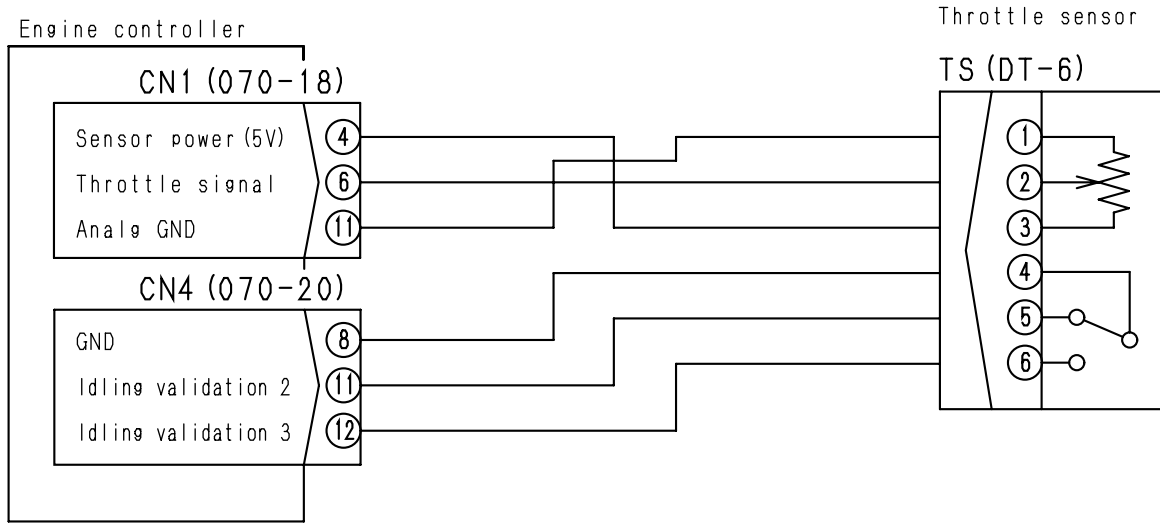 Engine controller
Throttle sensor
CN1 (070-18)
TS (DT-6)
Sensor power (5V) 4
Throttle signal 6
Analg GND 11
CN4 (070-20)
GND 8
Idling validation 2 11
Idling validation 3 12
1
2
3
4
5
6